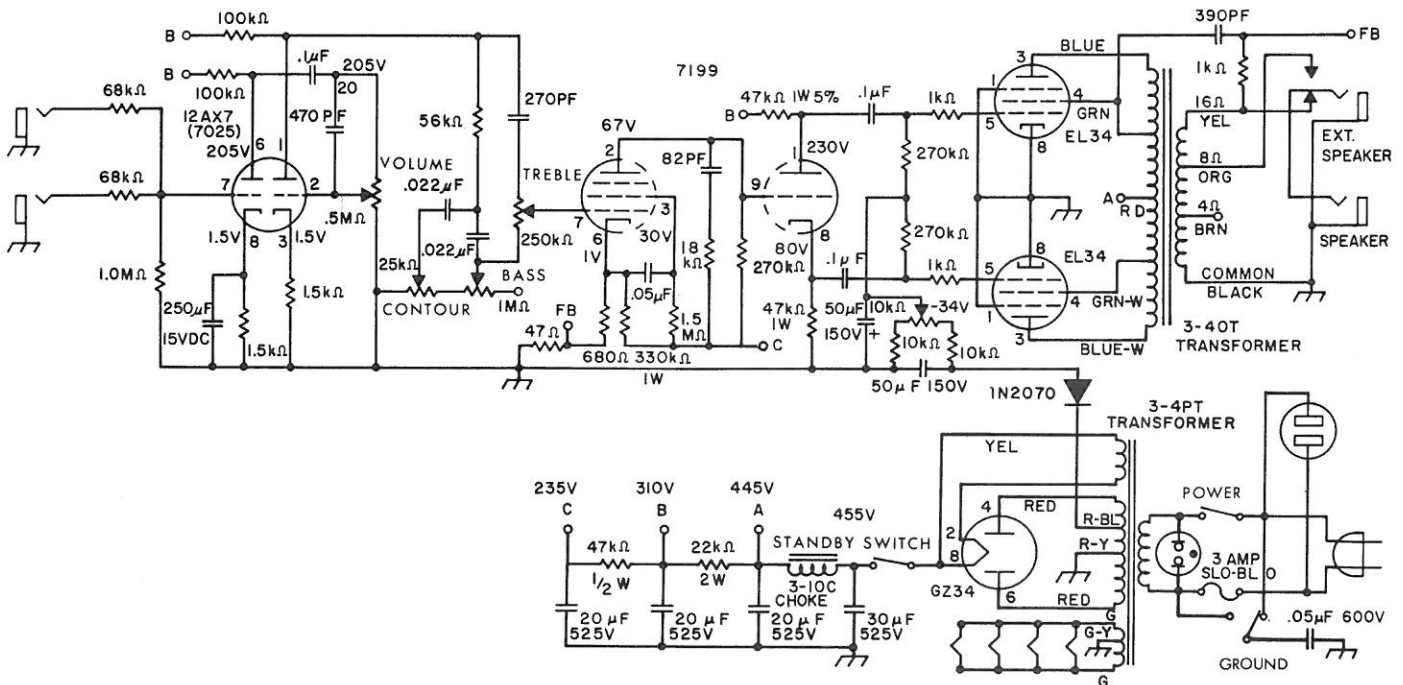 100kΩ
B
.1µF
205V
B
20
100kΩ
68kΩ
12AX7
(7025)
470 PF
205V
6
1
7
2
VOLUME
.5MΩ
68kΩ
1.5V
8
3
1.5V
1.0MΩ
250µF
15VDC
1.5kΩ
1.5kΩ
56kΩ
270PF
.022µF
.022µF
25kΩ
CONTOUR
BASS
1MΩ
TREBLE
250kΩ
7199
67V
2
3
7
6
30V
1V
.05µF
FB
47Ω
680Ω
330kΩ
1W
1.5
MΩ
82PF
18
kΩ
270kΩ
C
B
47kΩ
1W 5%
1
230V
9
80V
8
47kΩ
1W
.1µF
.1µF
1kΩ
270kΩ
270kΩ
1kΩ
50µF
150V
+
10kΩ
-34V
10kΩ
10kΩ
50µF 150V
3
1
4
5
8
BLUE
GRN
EL34
8
EL34
5
4
1
3
GRN-W
BLUE-W
A
RD
390PF
FB
1kΩ
16Ω
YEL
8Ω
ORG
4Ω
BRN
COMMON
BLACK
EXT.
SPEAKER
SPEAKER
3-4OT
TRANSFORMER
1N2070
3-4PT
TRANSFORMER
YEL
RED
R-BL
R-Y
RED
G
G-Y
G
4
2
8
6
GZ34
455V
STANDBY SWITCH
235V
C
310V
B
445V
A
47kΩ
1/2 W
22kΩ
2W
3-10C
CHOKE
20 µF
525V
20 µF
525V
20µF
525V
30µF
525V
POWER
3 AMP
SLO-BLO
.05µF 600V
GROUND